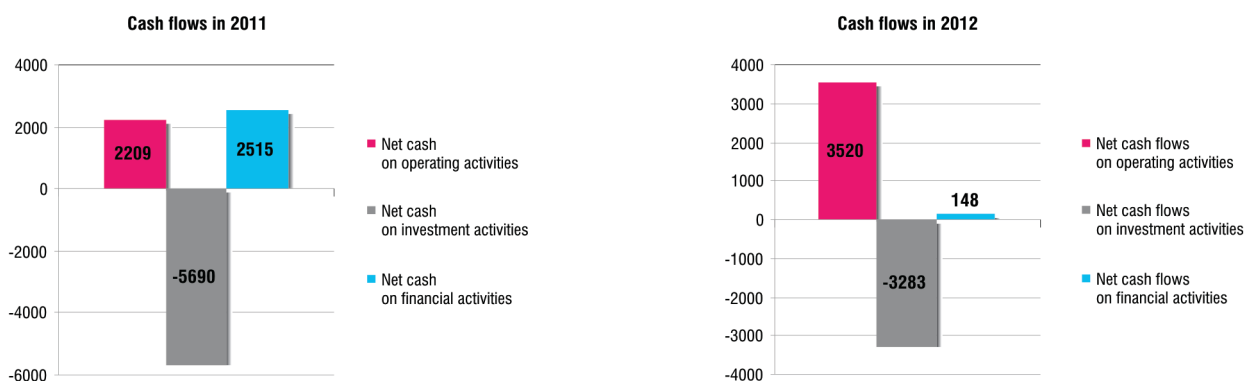 Cash flows in 2011
4000
2000
0
-2000
-4000
-6000
2209
-5690
2515
Net cash
on operating activities
Net cash
on investment activities
Net cash
on financial activities
Cash flows in 2012
4000
3000
2000
1000
0
-1000
-2000
-3000
-4000
3520
-3283
148
Net cash flows
on operating activities
Net cash flows
on investment activities
Net cash flows
on financial activities